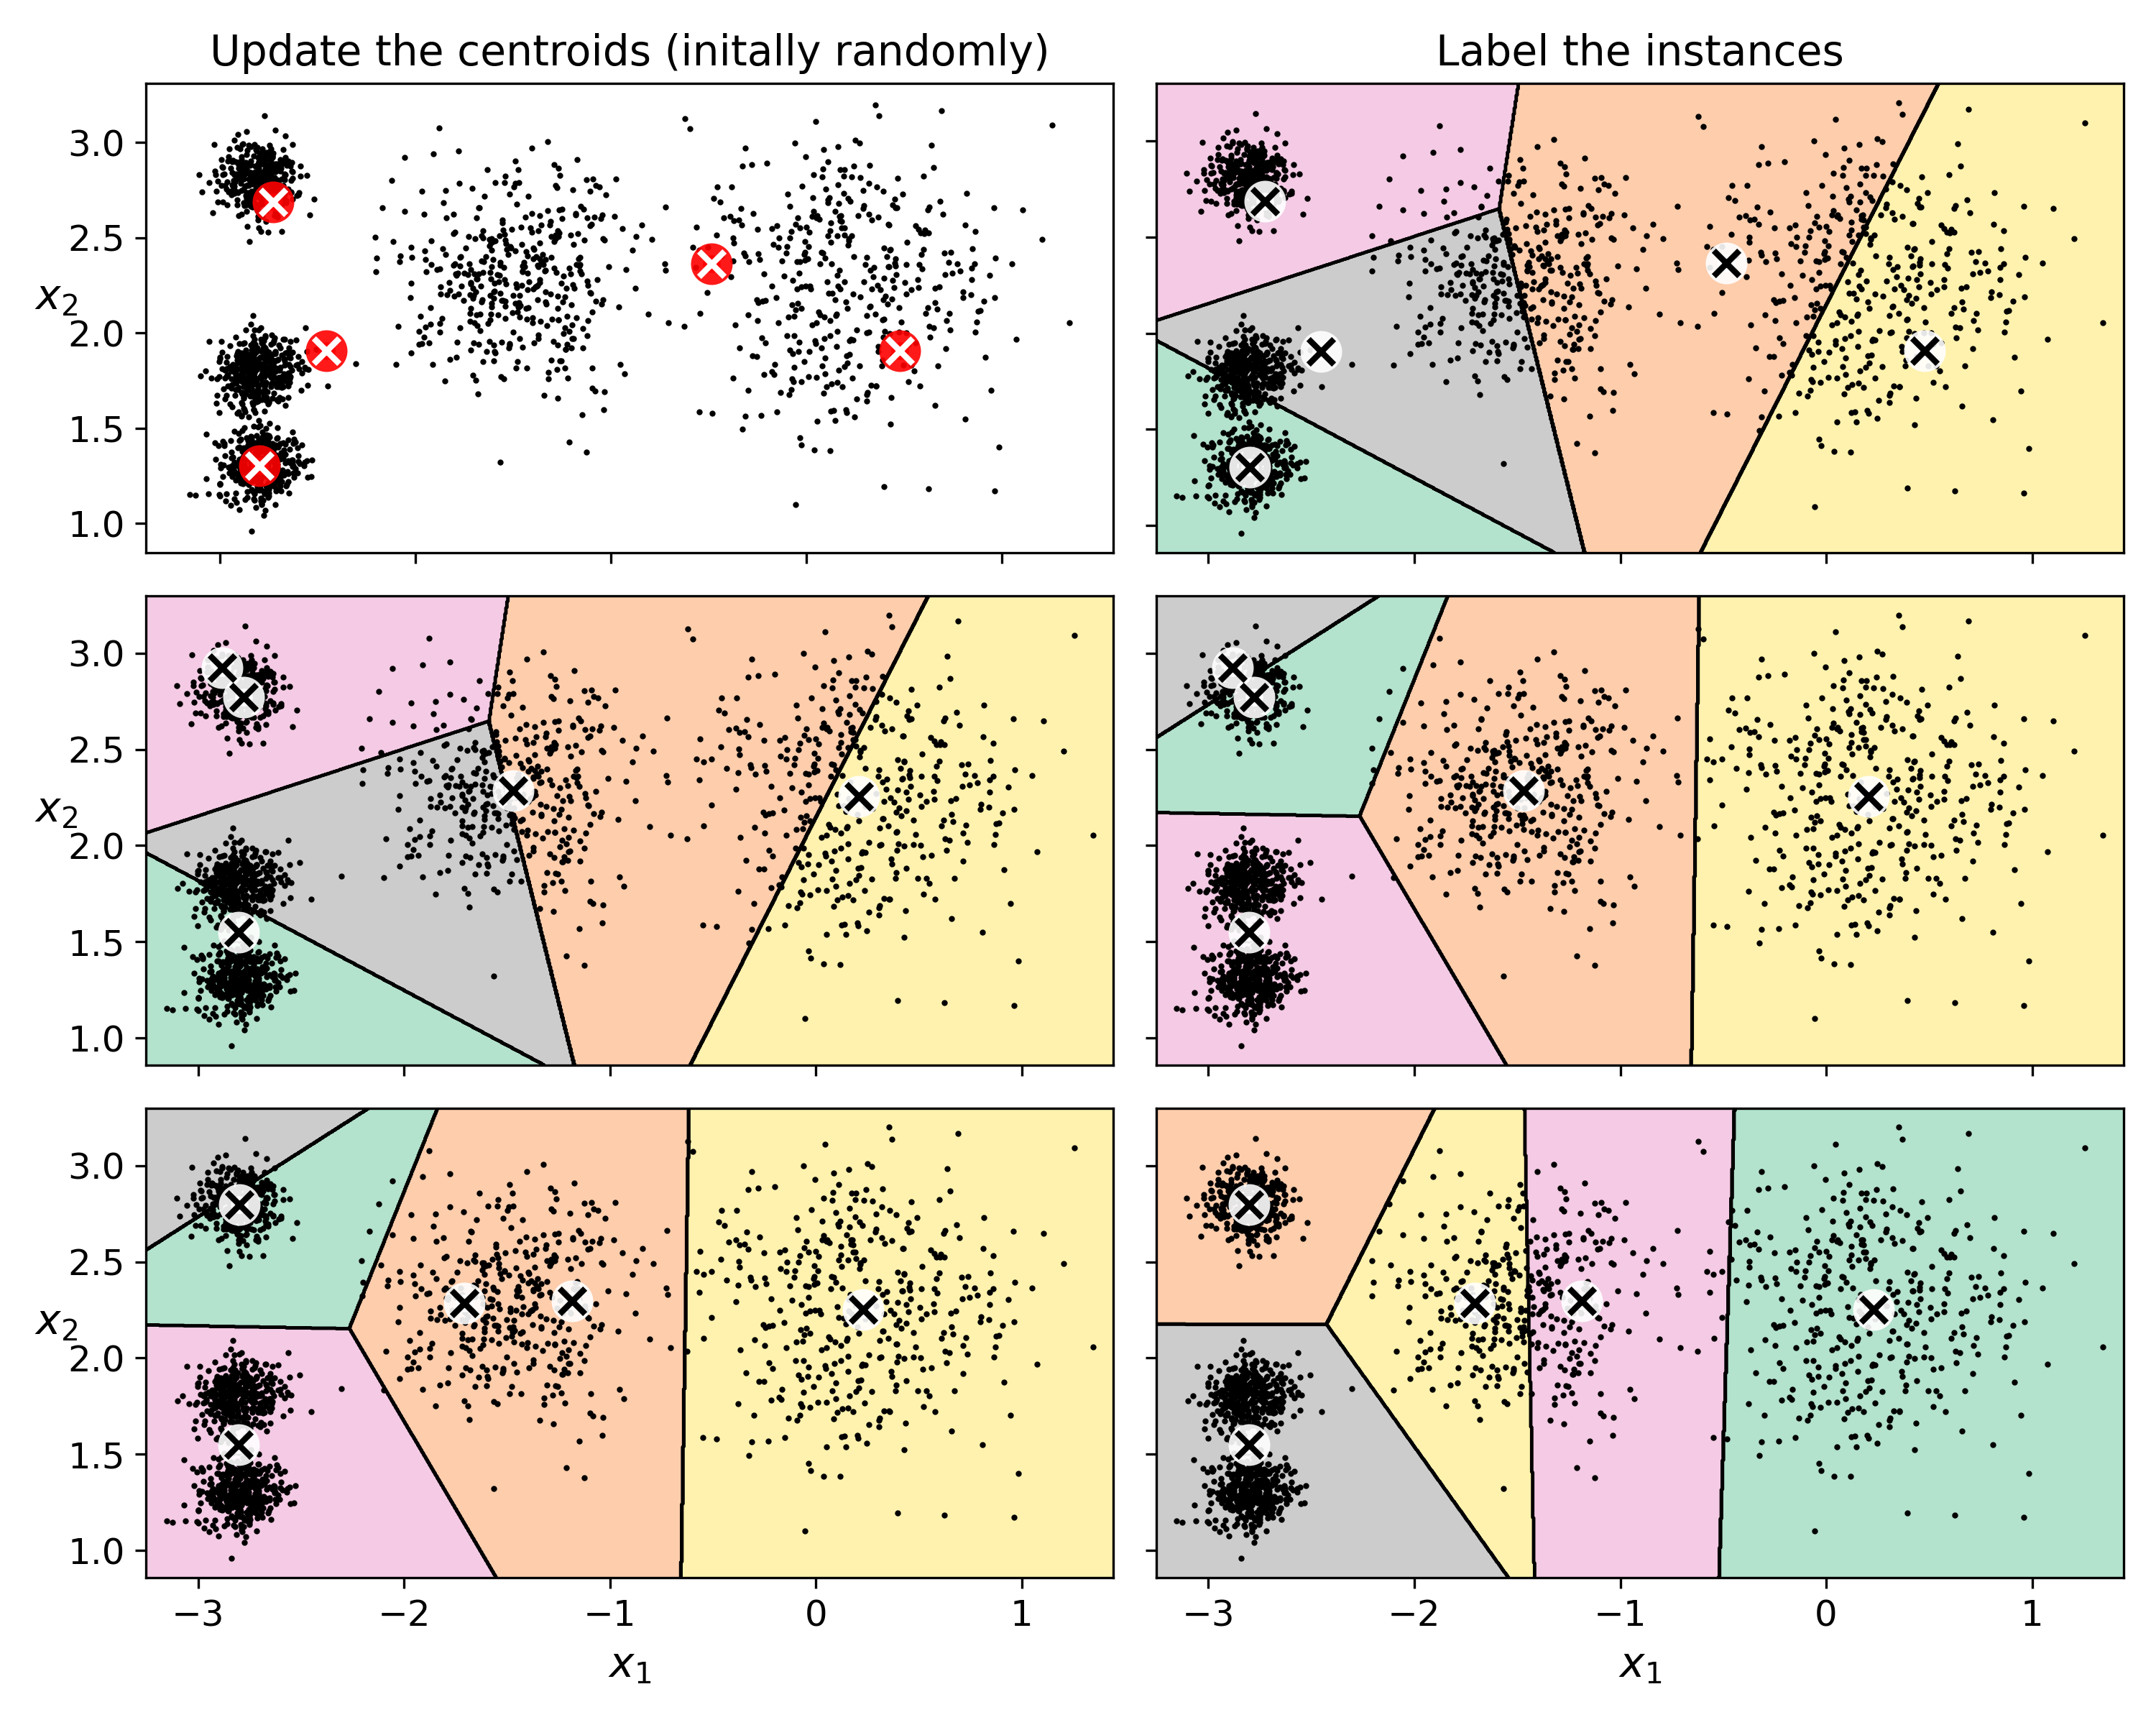 Update the centroids (initally randomly)
Label the instances
3.0
2.5
x₂
2.0
1.5
1.0
3.0
2.5
x₂
2.0
1.5
1.0
3.0
2.5
x₂
2.0
1.5
1.0
−3 −2 −1 0 1
−3 −2 −1 0 1
x₁
x₁